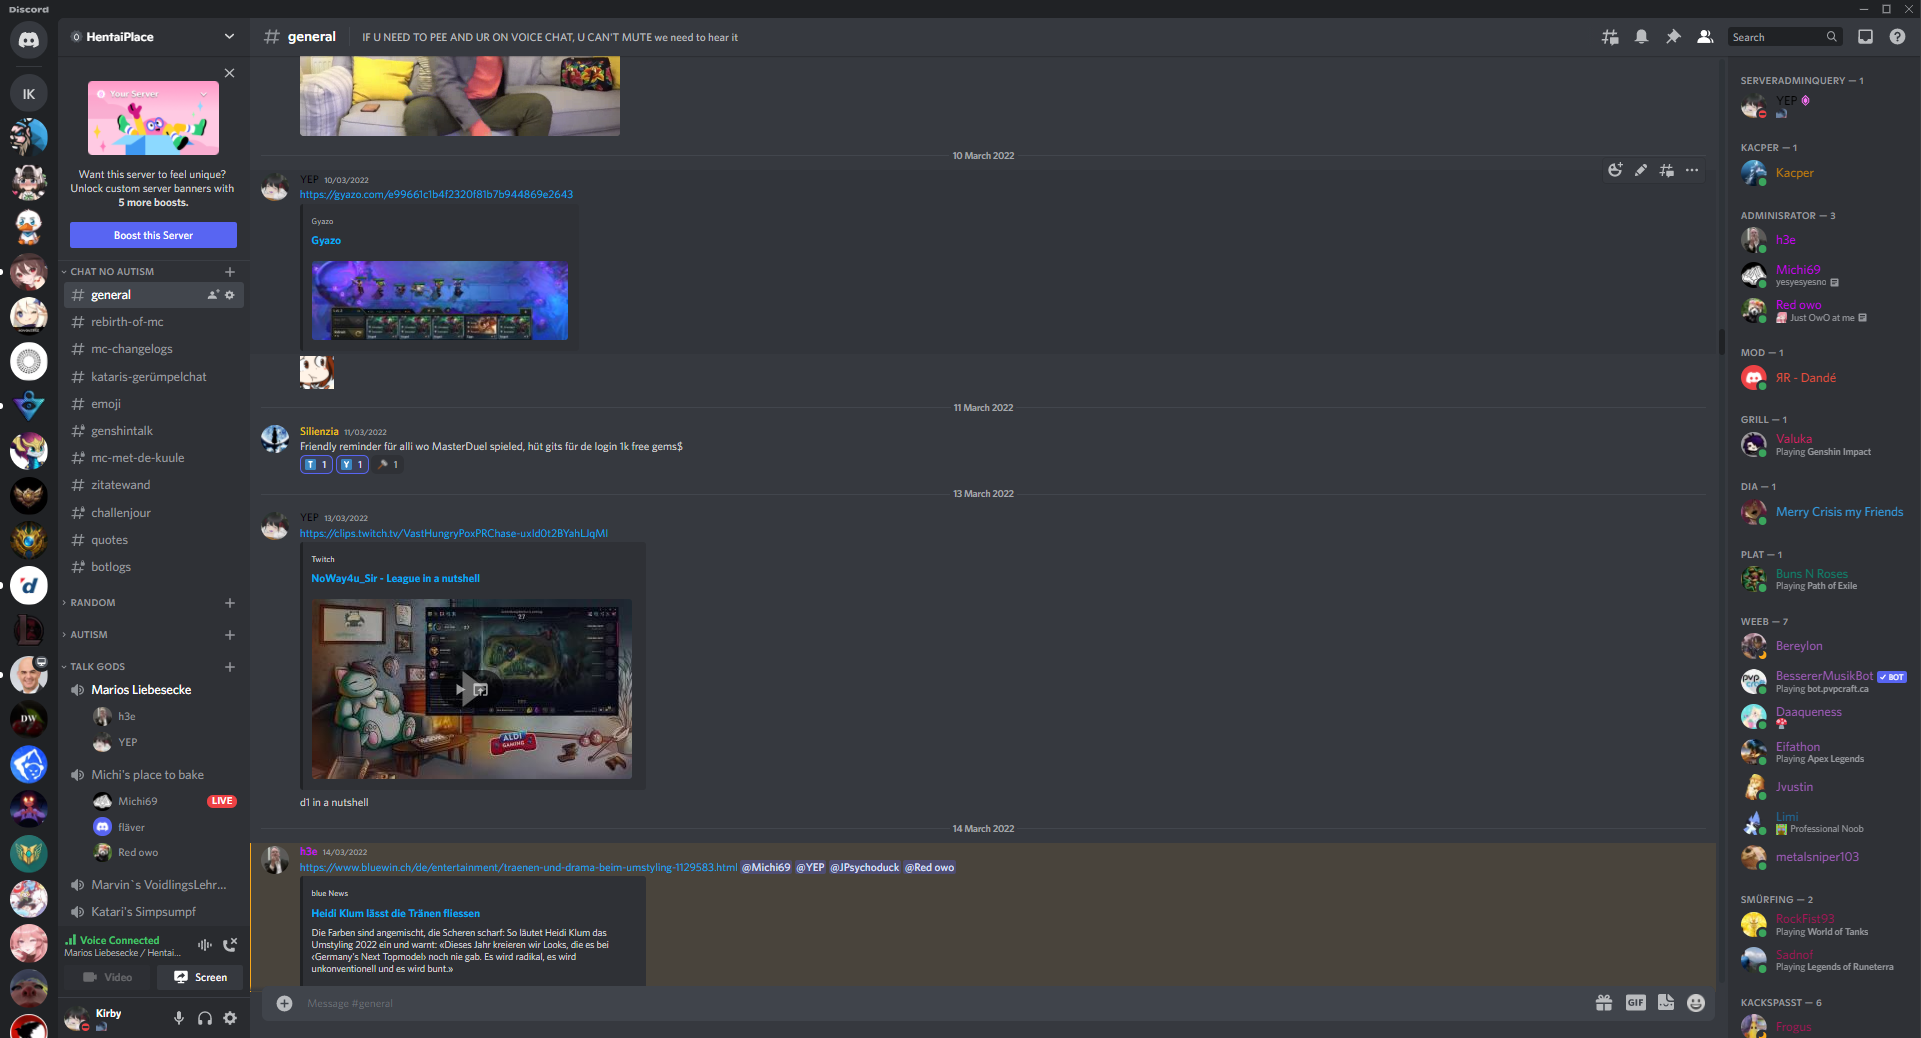 Discord
HentaiPlace
general
IF U NEED TO PEE AND UR ON VOICE CHAT, U CAN'T MUTE we need to hear it
Search
IK
DW
Your Server
Want this server to feel unique?
Unlock custom server banners with
5 more boosts.
Boost this Server
CHAT NO AUTISM
general
rebirth-of-mc
mc-changelogs
kataris-gerümpelchat
emoji
genshintalk
mc-met-de-kuule
zitatewand
challenjour
quotes
botlogs
RANDOM
AUTISM
TALK GODS
Marios Liebesecke
h3e
YEP
Michi's place to bake
Michi69
LIVE
fläver
Red owo
Marvin`s VoidlingsLehr...
Katari's Simpsumpf
Voice Connected
Marios Liebesecke / Hentai...
Video
Screen
Kirby
10 March 2022
YEP 10/03/2022
https://gyazo.com/e99661c1b4f2320f81b7b944869e2643
Gyazo
Gyazo
11 March 2022
Silienzia 11/03/2022
Friendly reminder für alli wo MasterDuel spieled, hüt gits für de login 1k free gems$
T 1 Y 1 1
13 March 2022
YEP 13/03/2022
https://clips.twitch.tv/VastHungryPoxPRChase-uxId0t2BYahLJqMI
Twitch
NoWay4u_Sir - League in a nutshell
27
ALDI
GAMING
d1 in a nutshell
14 March 2022
h3e 14/03/2022
https://www.bluewin.ch/de/entertainment/traenen-und-drama-beim-umstyling-1129583.html @Michi69 @YEP @JPsychoduck @Red owo
blue News
Heidi Klum lässt die Tränen fliessen
Die Farben sind angemischt, die Scheren scharf: So läutet Heidi Klum das
Umstyling 2022 ein und warnt: «Dieses Jahr kreieren wir Looks, die es bei
‹Germany's Next Topmodel› noch nie gab. Es wird radikal, es wird
unkonventionell und es wird bunt.»
Message #general
GIF
SERVERADMINQUERY — 1
YEP
KACPER — 1
Kacper
ADMINISRATOR — 3
h3e
Michi69
yesyesyesno
Red owo
Just OwO at me
MOD — 1
ЯR - Dandé
GRILL — 1
Valuka
Playing Genshin Impact
DIA — 1
Merry Crisis my Friends
PLAT — 1
Buns N Roses
Playing Path of Exile
WEEB — 7
Bereylon
BessererMusikBot BOT
Playing bot.pvpcraft.ca
Daaqueness
Eifathon
Playing Apex Legends
Jvustin
Limi
Professional Noob
metalsniper103
SMÜRFING — 2
RockFist93
Playing World of Tanks
Sadnof
Playing Legends of Runeterra
KACKSPASST — 6
Frogus